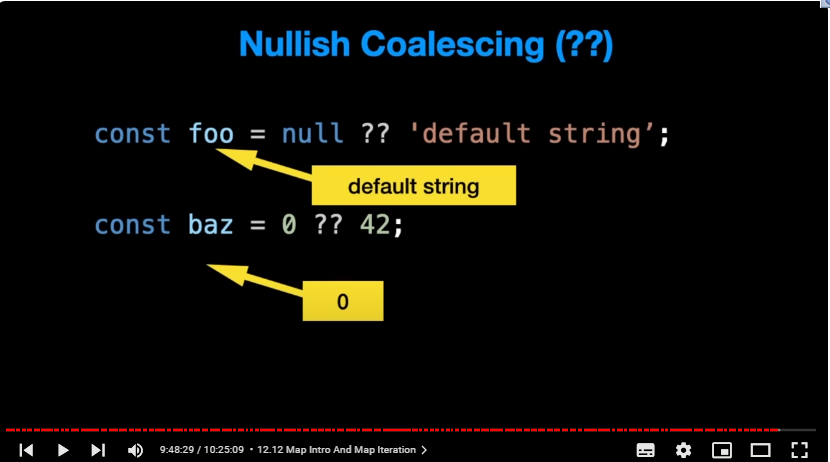 Nullish Coalescing (??)
const foo = null ?? 'default string’;
default string
const baz = 0 ?? 42;
0
9:48:29 / 10:25:09 • 12.12 Map Intro And Map Iteration >